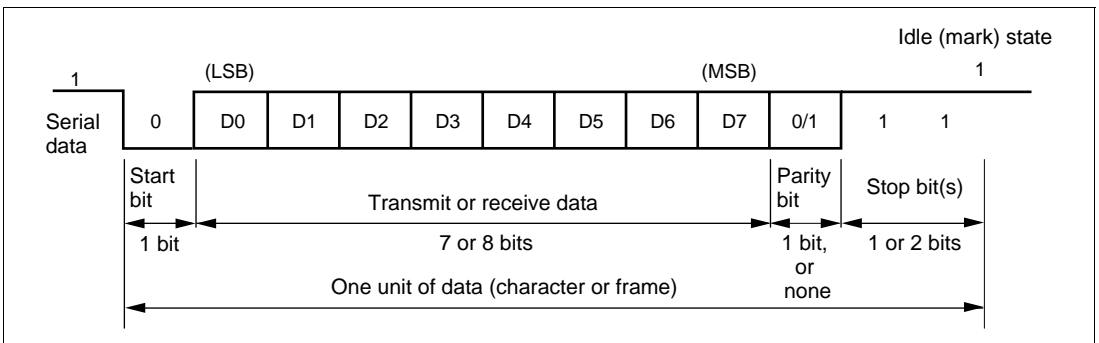 Idle (mark) state
1 (LSB) (MSB) 1
Serial data
0 D0 D1 D2 D3 D4 D5 D6 D7 0/1 1 1
Start bit
Transmit or receive data
Parity bit
Stop bit(s)
1 bit
7 or 8 bits
1 bit, or none
1 or 2 bits
One unit of data (character or frame)